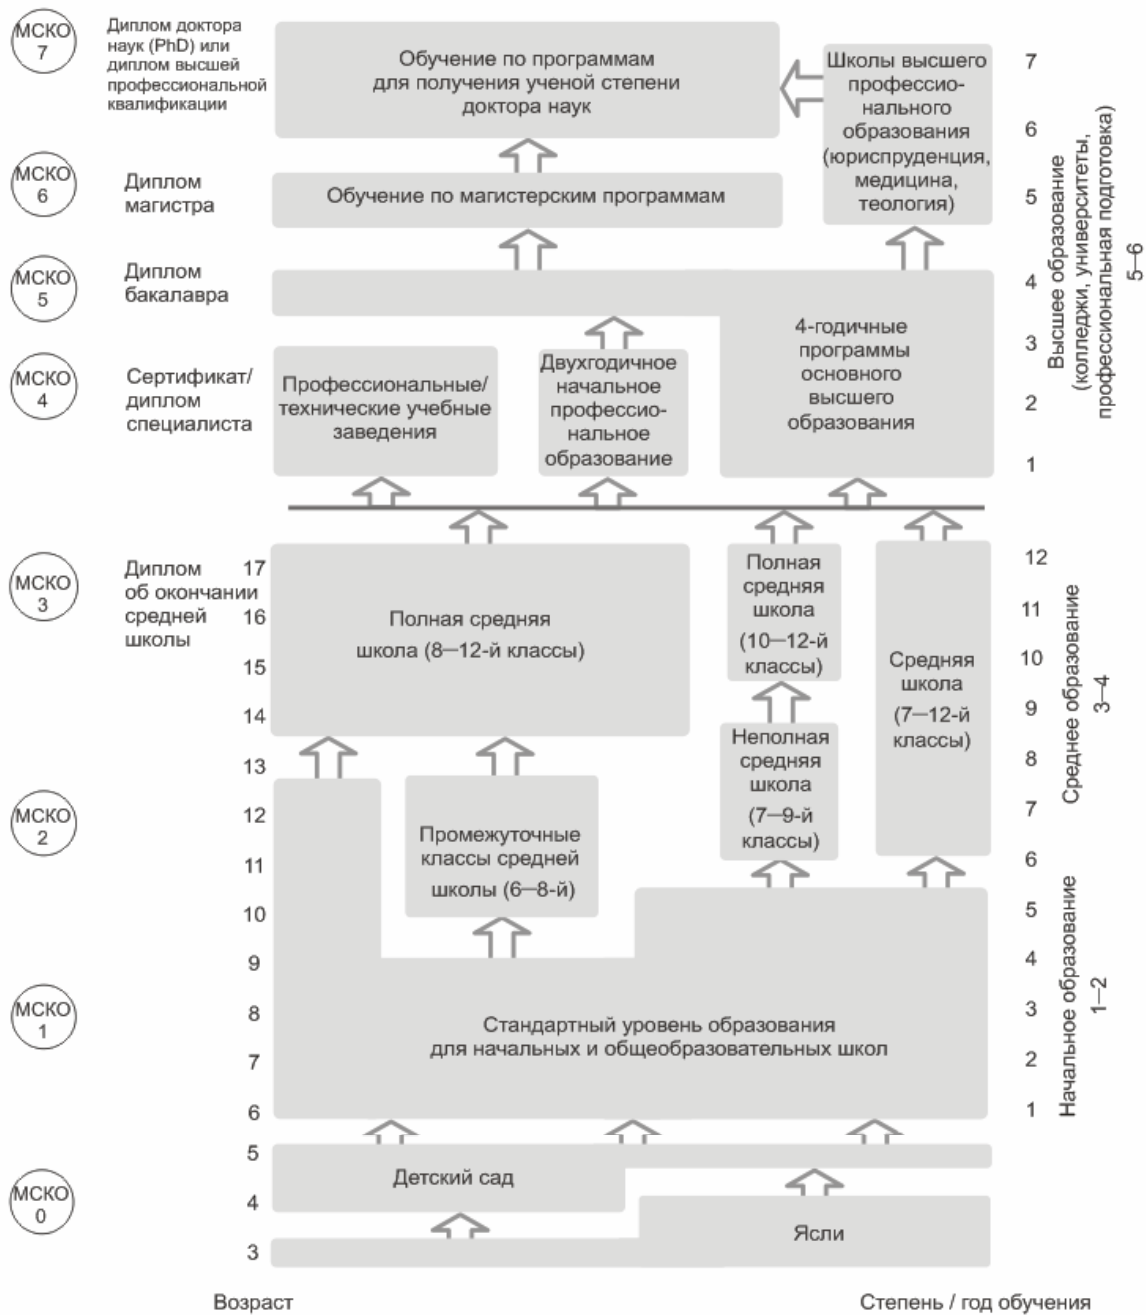 МСКО
7
Диплом доктора
наук (PhD) или
диплом высшей
профессиональной
квалификации
Обучение по программам
для получения ученой степени
доктора наук
Школы высшего
профессио-
нального
образования
(юриспруденция,
медицина,
теология)
7
6
5
МСКО
6
Диплом
магистра
Обучение по магистерским программам
МСКО
5
Диплом
бакалавра
4-годичные
программы
основного
высшего
образования
4
3
2
1
Высшее образование
(колледжи, университеты,
профессиональная подготовка)
5–6
МСКО
4
Сертификат/
диплом
специалиста
Профессиональные/
технические учебные
заведения
Двухгодичное
начальное
профессио-
нальное
образование
МСКО
3
Диплом
об окончании
средней
школы
17
16
15
14
13
12
11
10
9
8
7
6
5
4
3
Полная средняя
школа (8–12-й классы)
Полная
средняя
школа
(10–12-й
классы)
Средняя
школа
(7–12-й
классы)
Неполная
средняя
школа
(7–9-й
классы)
12
11
10
9
8
7
6
5
4
3
2
1
Среднее образование
3–4
МСКО
2
Промежуточные
классы средней
школы (6–8-й)
Начальное образование
1–2
МСКО
1
Стандартный уровень образования
для начальных и общеобразовательных школ
МСКО
0
Детский сад
Ясли
Возраст
Степень / год обучения